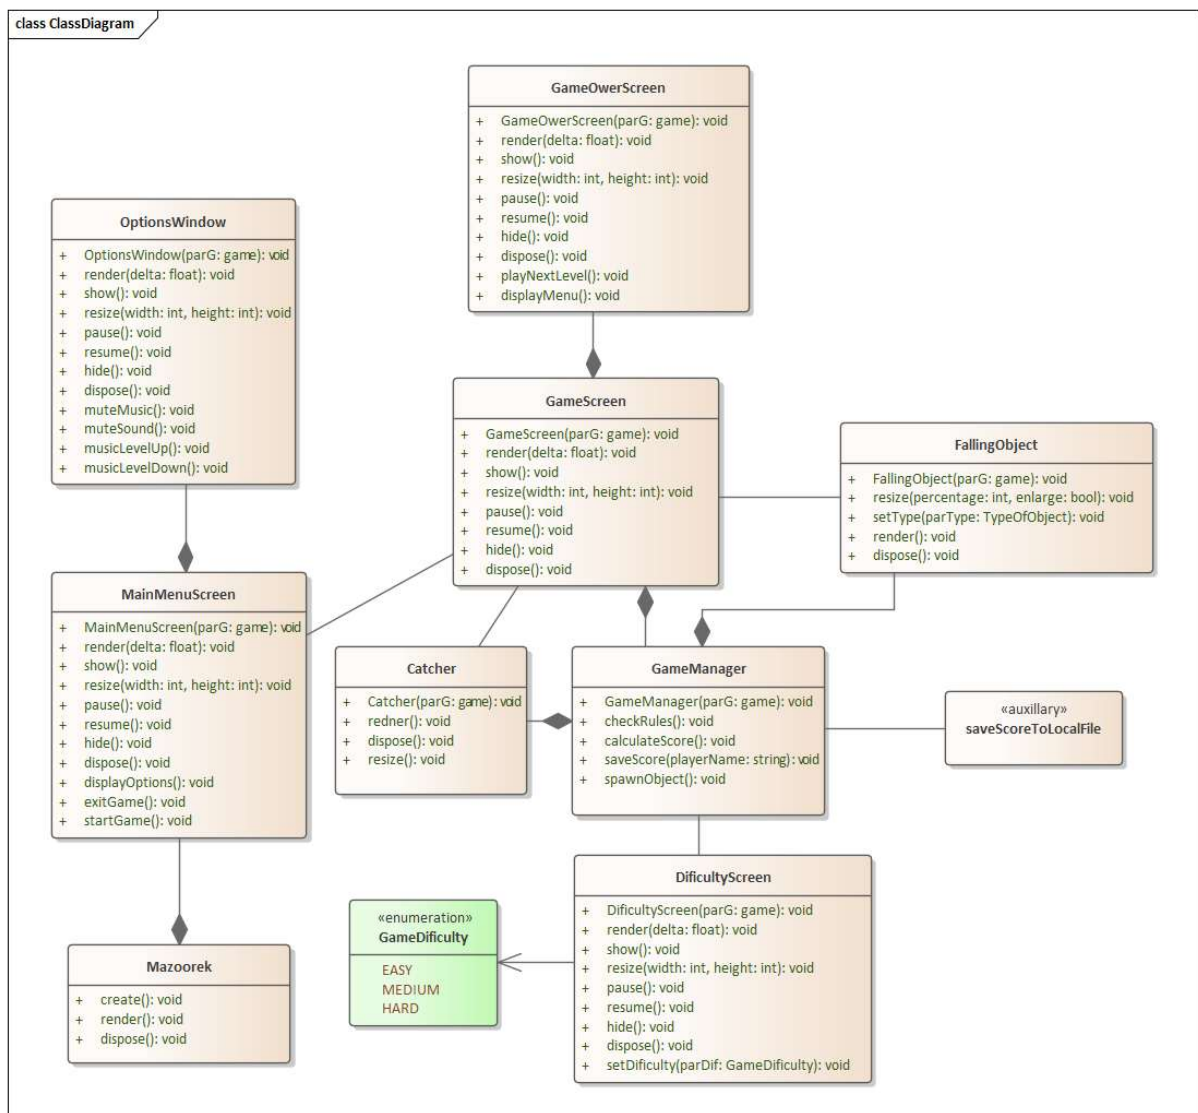 class ClassDiagram
GameOwerScreen
+ GameOwerScreen(parG: game): void
+ render(delta: float): void
+ show(): void
+ resize(width: int, height: int): void
+ pause(): void
+ resume(): void
+ hide(): void
+ dispose(): void
+ playNextLevel(): void
+ displayMenu(): void
OptionsWindow
+ OptionsWindow(parG: game): void
+ render(delta: float): void
+ show(): void
+ resize(width: int, height: int): void
+ pause(): void
+ resume(): void
+ hide(): void
+ dispose(): void
+ muteMusic(): void
+ muteSound(): void
+ musicLevelUp(): void
+ musicLevelDown(): void
GameScreen
+ GameScreen(parG: game): void
+ render(delta: float): void
+ show(): void
+ resize(width: int, height: int): void
+ pause(): void
+ resume(): void
+ hide(): void
+ dispose(): void
FallingObject
+ FallingObject(parG: game): void
+ resize(percentage: int, enlarge: bool): void
+ setType(parType: TypeOfObject): void
+ render(): void
+ dispose(): void
MainMenuScreen
+ MainMenuScreen(parG: game): void
+ render(delta: float): void
+ show(): void
+ resize(width: int, height: int): void
+ pause(): void
+ resume(): void
+ hide(): void
+ dispose(): void
+ displayOptions(): void
+ exitGame(): void
+ startGame(): void
Catcher
+ Catcher(parG: game): void
+ redner(): void
+ dispose(): void
+ resize(): void
GameManager
+ GameManager(parG: game): void
+ checkRules(): void
+ calculateScore(): void
+ saveScore(playerName: string): void
+ spawnObject(): void
«auxillary»
saveScoreToLocalFile
DificultyScreen
+ DificultyScreen(parG: game): void
+ render(delta: float): void
+ show(): void
+ resize(width: int, height: int): void
+ pause(): void
+ resume(): void
+ hide(): void
+ dispose(): void
+ setDificulty(parDif: GameDificulty): void
«enumeration»
GameDificulty
EASY
MEDIUM
HARD
Mazoorek
+ create(): void
+ render(): void
+ dispose(): void